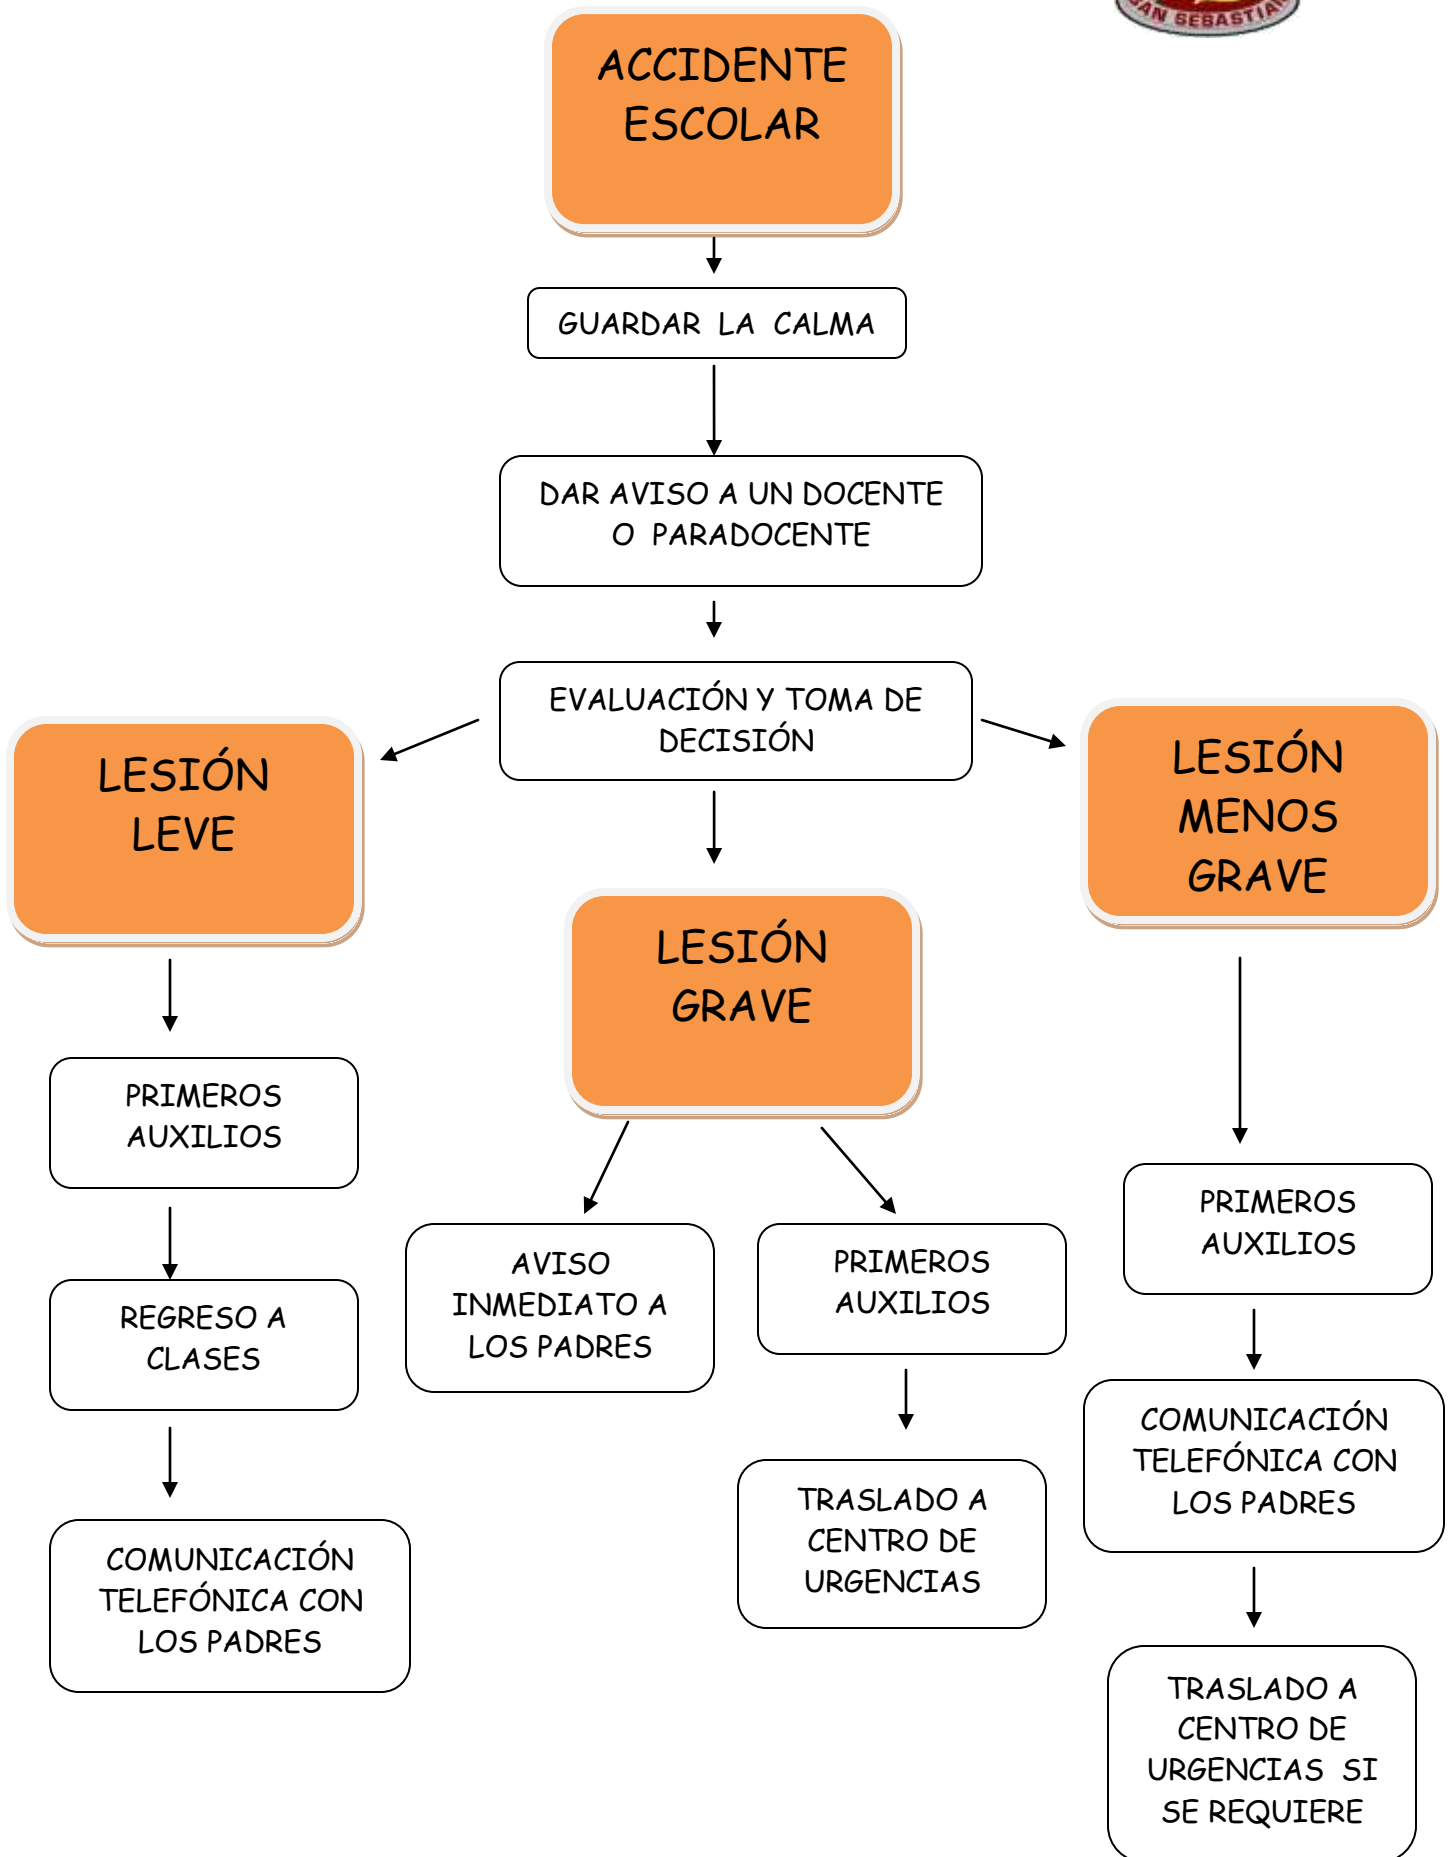 SAN SEBASTIAN
ACCIDENTE
ESCOLAR
GUARDAR LA CALMA
DAR AVISO A UN DOCENTE
O PARADOCENTE
EVALUACIÓN Y TOMA DE
DECISIÓN
LESIÓN
LEVE
LESIÓN
MENOS
GRAVE
LESIÓN
GRAVE
PRIMEROS
AUXILIOS
REGRESO A
CLASES
COMUNICACIÓN
TELEFÓNICA CON
LOS PADRES
AVISO
INMEDIATO A
LOS PADRES
PRIMEROS
AUXILIOS
TRASLADO A
CENTRO DE
URGENCIAS
PRIMEROS
AUXILIOS
COMUNICACIÓN
TELEFÓNICA CON
LOS PADRES
TRASLADO A
CENTRO DE
URGENCIAS SI
SE REQUIERE